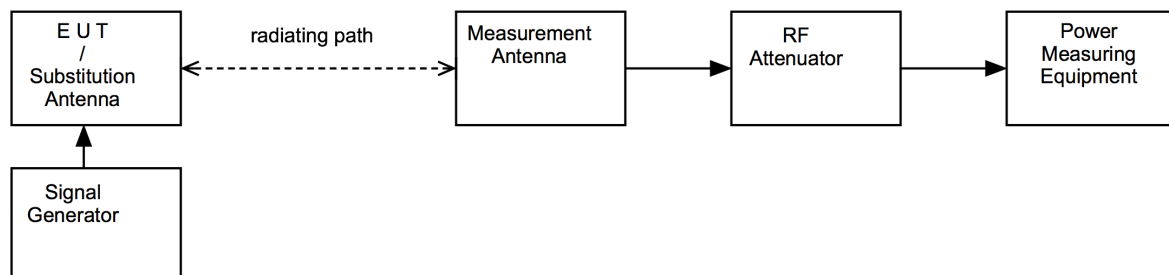 E U T
/
Substitution
Antenna
radiating path
Measurement
Antenna
RF
Attenuator
Power
Measuring
Equipment
Signal
Generator